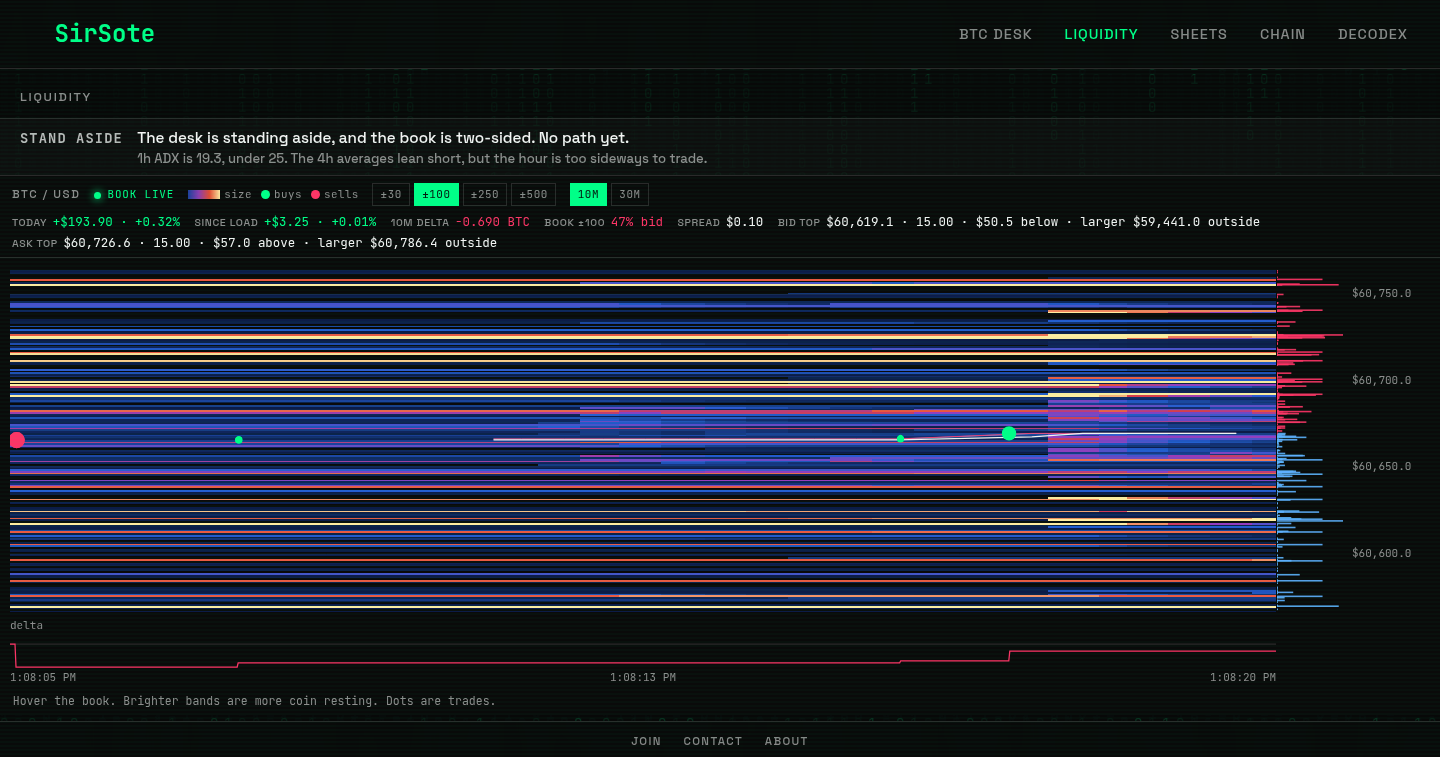 SirSote
BTC DESK LIQUIDITY SHEETS CHAIN DECODEX
LIQUIDITY
STAND ASIDE The desk is standing aside, and the book is two-sided. No path yet.
1h ADX is 19.3, under 25. The 4h averages lean short, but the hour is too sideways to trade.
BTC / USD BOOK LIVE size buys sells ±30 ±100 ±250 ±500 10M 30M
TODAY +$193.90 · +0.32% SINCE LOAD +$3.25 · +0.01% 10M DELTA -0.690 BTC BOOK ±100 47% bid SPREAD $0.10 BID TOP $60,619.1 · 15.00 · $50.5 below · larger $59,441.0 outside
ASK TOP $60,726.6 · 15.00 · $57.0 above · larger $60,786.4 outside
$60,750.0
$60,700.0
$60,650.0
$60,600.0
delta
1:08:05 PM 1:08:13 PM 1:08:20 PM
Hover the book. Brighter bands are more coin resting. Dots are trades.
JOIN CONTACT ABOUT